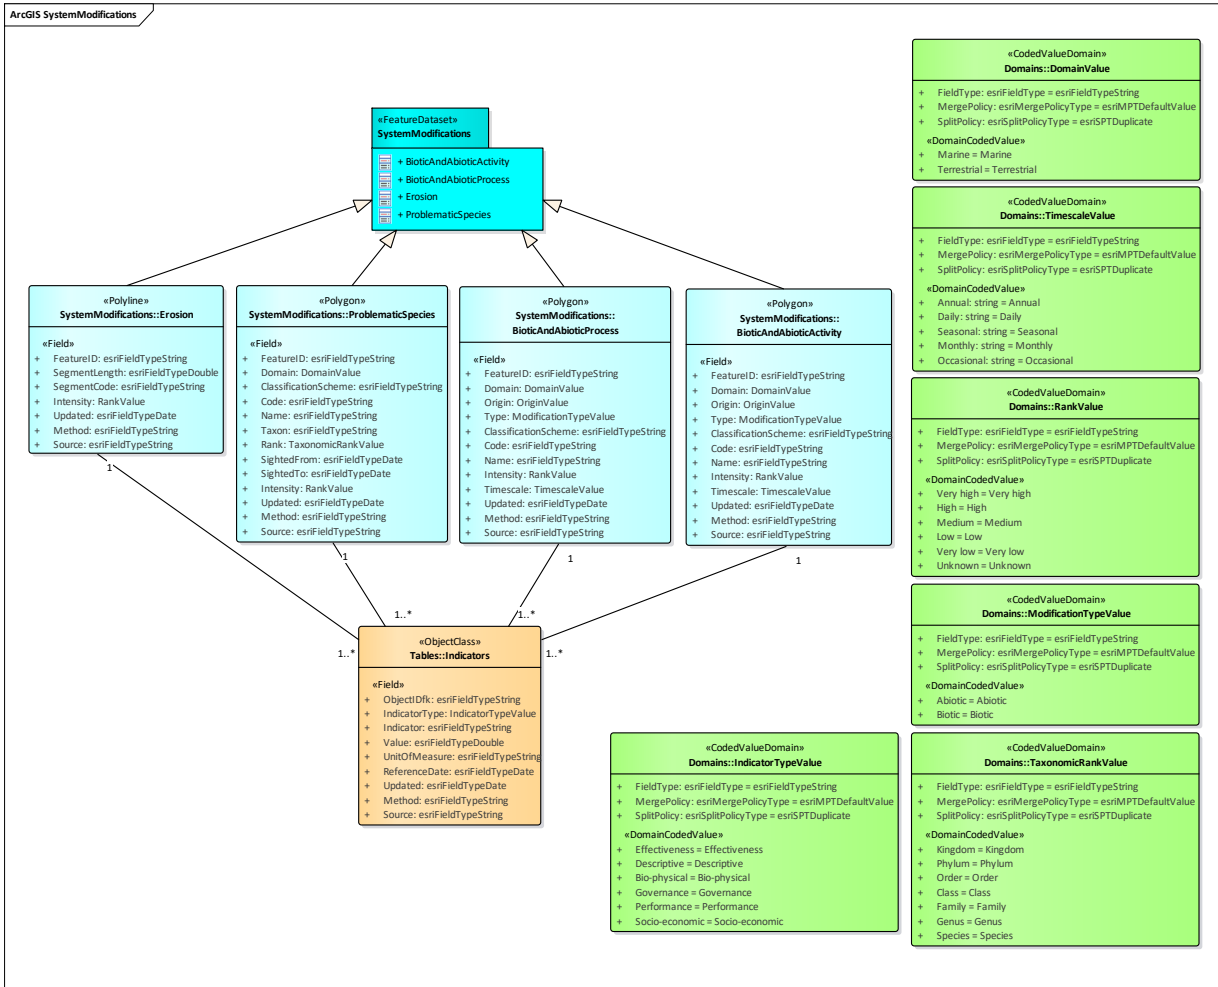 ArcGIS SystemModifications
«FeatureDataset»
SystemModifications
+ BioticAndAbioticActivity
+ BioticAndAbioticProcess
+ Erosion
+ ProblematicSpecies
«Polyline»
SystemModifications::Erosion
«Field»
+ FeatureID: esriFieldTypeString
+ SegmentLength: esriFieldTypeDouble
+ SegmentCode: esriFieldTypeString
+ Intensity: RankValue
+ Updated: esriFieldTypeDate
+ Method: esriFieldTypeString
+ Source: esriFieldTypeString
«Polygon»
SystemModifications::ProblematicSpecies
«Field»
+ FeatureID: esriFieldTypeString
+ Domain: DomainValue
+ ClassificationScheme: esriFieldTypeString
+ Code: esriFieldTypeString
+ Name: esriFieldTypeString
+ Taxon: esriFieldTypeString
+ Rank: TaxonomicRankValue
+ SightedFrom: esriFieldTypeDate
+ SightedTo: esriFieldTypeDate
+ Intensity: RankValue
+ Updated: esriFieldTypeDate
+ Method: esriFieldTypeString
+ Source: esriFieldTypeString
«Polygon»
SystemModifications::
BioticAndAbioticProcess
«Field»
+ FeatureID: esriFieldTypeString
+ Domain: DomainValue
+ Origin: OriginValue
+ Type: ModificationTypeValue
+ ClassificationScheme: esriFieldTypeString
+ Code: esriFieldTypeString
+ Name: esriFieldTypeString
+ Intensity: RankValue
+ Timescale: TimescaleValue
+ Updated: esriFieldTypeDate
+ Method: esriFieldTypeString
+ Source: esriFieldTypeString
«Polygon»
SystemModifications::
BioticAndAbioticActivity
«Field»
+ FeatureID: esriFieldTypeString
+ Domain: DomainValue
+ Origin: OriginValue
+ Type: ModificationTypeValue
+ ClassificationScheme: esriFieldTypeString
+ Code: esriFieldTypeString
+ Name: esriFieldTypeString
+ Intensity: RankValue
+ Timescale: TimescaleValue
+ Updated: esriFieldTypeDate
+ Method: esriFieldTypeString
+ Source: esriFieldTypeString
1
1
1
1
1..*
1..*
1..*
1..*
«ObjectClass»
Tables::Indicators
«Field»
+ ObjectIDfk: esriFieldTypeString
+ IndicatorType: IndicatorTypeValue
+ Indicator: esriFieldTypeString
+ Value: esriFieldTypeDouble
+ UnitOfMeasure: esriFieldTypeString
+ ReferenceDate: esriFieldTypeDate
+ Updated: esriFieldTypeDate
+ Method: esriFieldTypeString
+ Source: esriFieldTypeString
«CodedValueDomain»
Domains::DomainValue
+ FieldType: esriFieldType = esriFieldTypeString
+ MergePolicy: esriMergePolicyType = esriMPTDefaultValue
+ SplitPolicy: esriSplitPolicyType = esriSPTDuplicate
«DomainCodedValue»
+ Marine = Marine
+ Terrestrial = Terrestrial
«CodedValueDomain»
Domains::TimescaleValue
+ FieldType: esriFieldType = esriFieldTypeString
+ MergePolicy: esriMergePolicyType = esriMPTDefaultValue
+ SplitPolicy: esriSplitPolicyType = esriSPTDuplicate
«DomainCodedValue»
+ Annual: string = Annual
+ Daily: string = Daily
+ Seasonal: string = Seasonal
+ Monthly: string = Monthly
+ Occasional: string = Occasional
«CodedValueDomain»
Domains::RankValue
+ FieldType: esriFieldType = esriFieldTypeString
+ MergePolicy: esriMergePolicyType = esriMPTDefaultValue
+ SplitPolicy: esriSplitPolicyType = esriSPTDuplicate
«DomainCodedValue»
+ Very high = Very high
+ High = High
+ Medium = Medium
+ Low = Low
+ Very low = Very low
+ Unknown = Unknown
«CodedValueDomain»
Domains::ModificationTypeValue
+ FieldType: esriFieldType = esriFieldTypeString
+ MergePolicy: esriMergePolicyType = esriMPTDefaultValue
+ SplitPolicy: esriSplitPolicyType = esriSPTDuplicate
«DomainCodedValue»
+ Abiotic = Abiotic
+ Biotic = Biotic
«CodedValueDomain»
Domains::IndicatorTypeValue
+ FieldType: esriFieldType = esriFieldTypeString
+ MergePolicy: esriMergePolicyType = esriMPTDefaultValue
+ SplitPolicy: esriSplitPolicyType = esriSPTDuplicate
«DomainCodedValue»
+ Effectiveness = Effectiveness
+ Descriptive = Descriptive
+ Bio-physical = Bio-physical
+ Governance = Governance
+ Performance = Performance
+ Socio-economic = Socio-economic
«CodedValueDomain»
Domains::TaxonomicRankValue
+ FieldType: esriFieldType = esriFieldTypeString
+ MergePolicy: esriMergePolicyType = esriMPTDefaultValue
+ SplitPolicy: esriSplitPolicyType = esriSPTDuplicate
«DomainCodedValue»
+ Kingdom = Kingdom
+ Phylum = Phylum
+ Order = Order
+ Class = Class
+ Family = Family
+ Genus = Genus
+ Species = Species